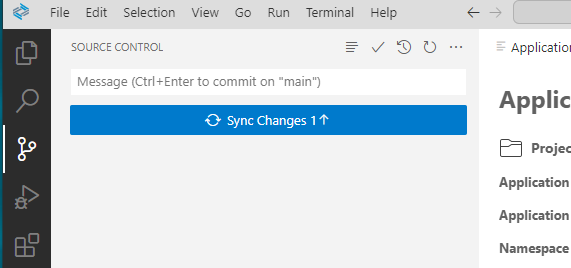 File Edit Selection View Go Run Terminal Help
SOURCE CONTROL
Message (Ctrl+Enter to commit on "main")
Sync Changes 1↑
Application
Applic
Projec
Application
Application
Namespace